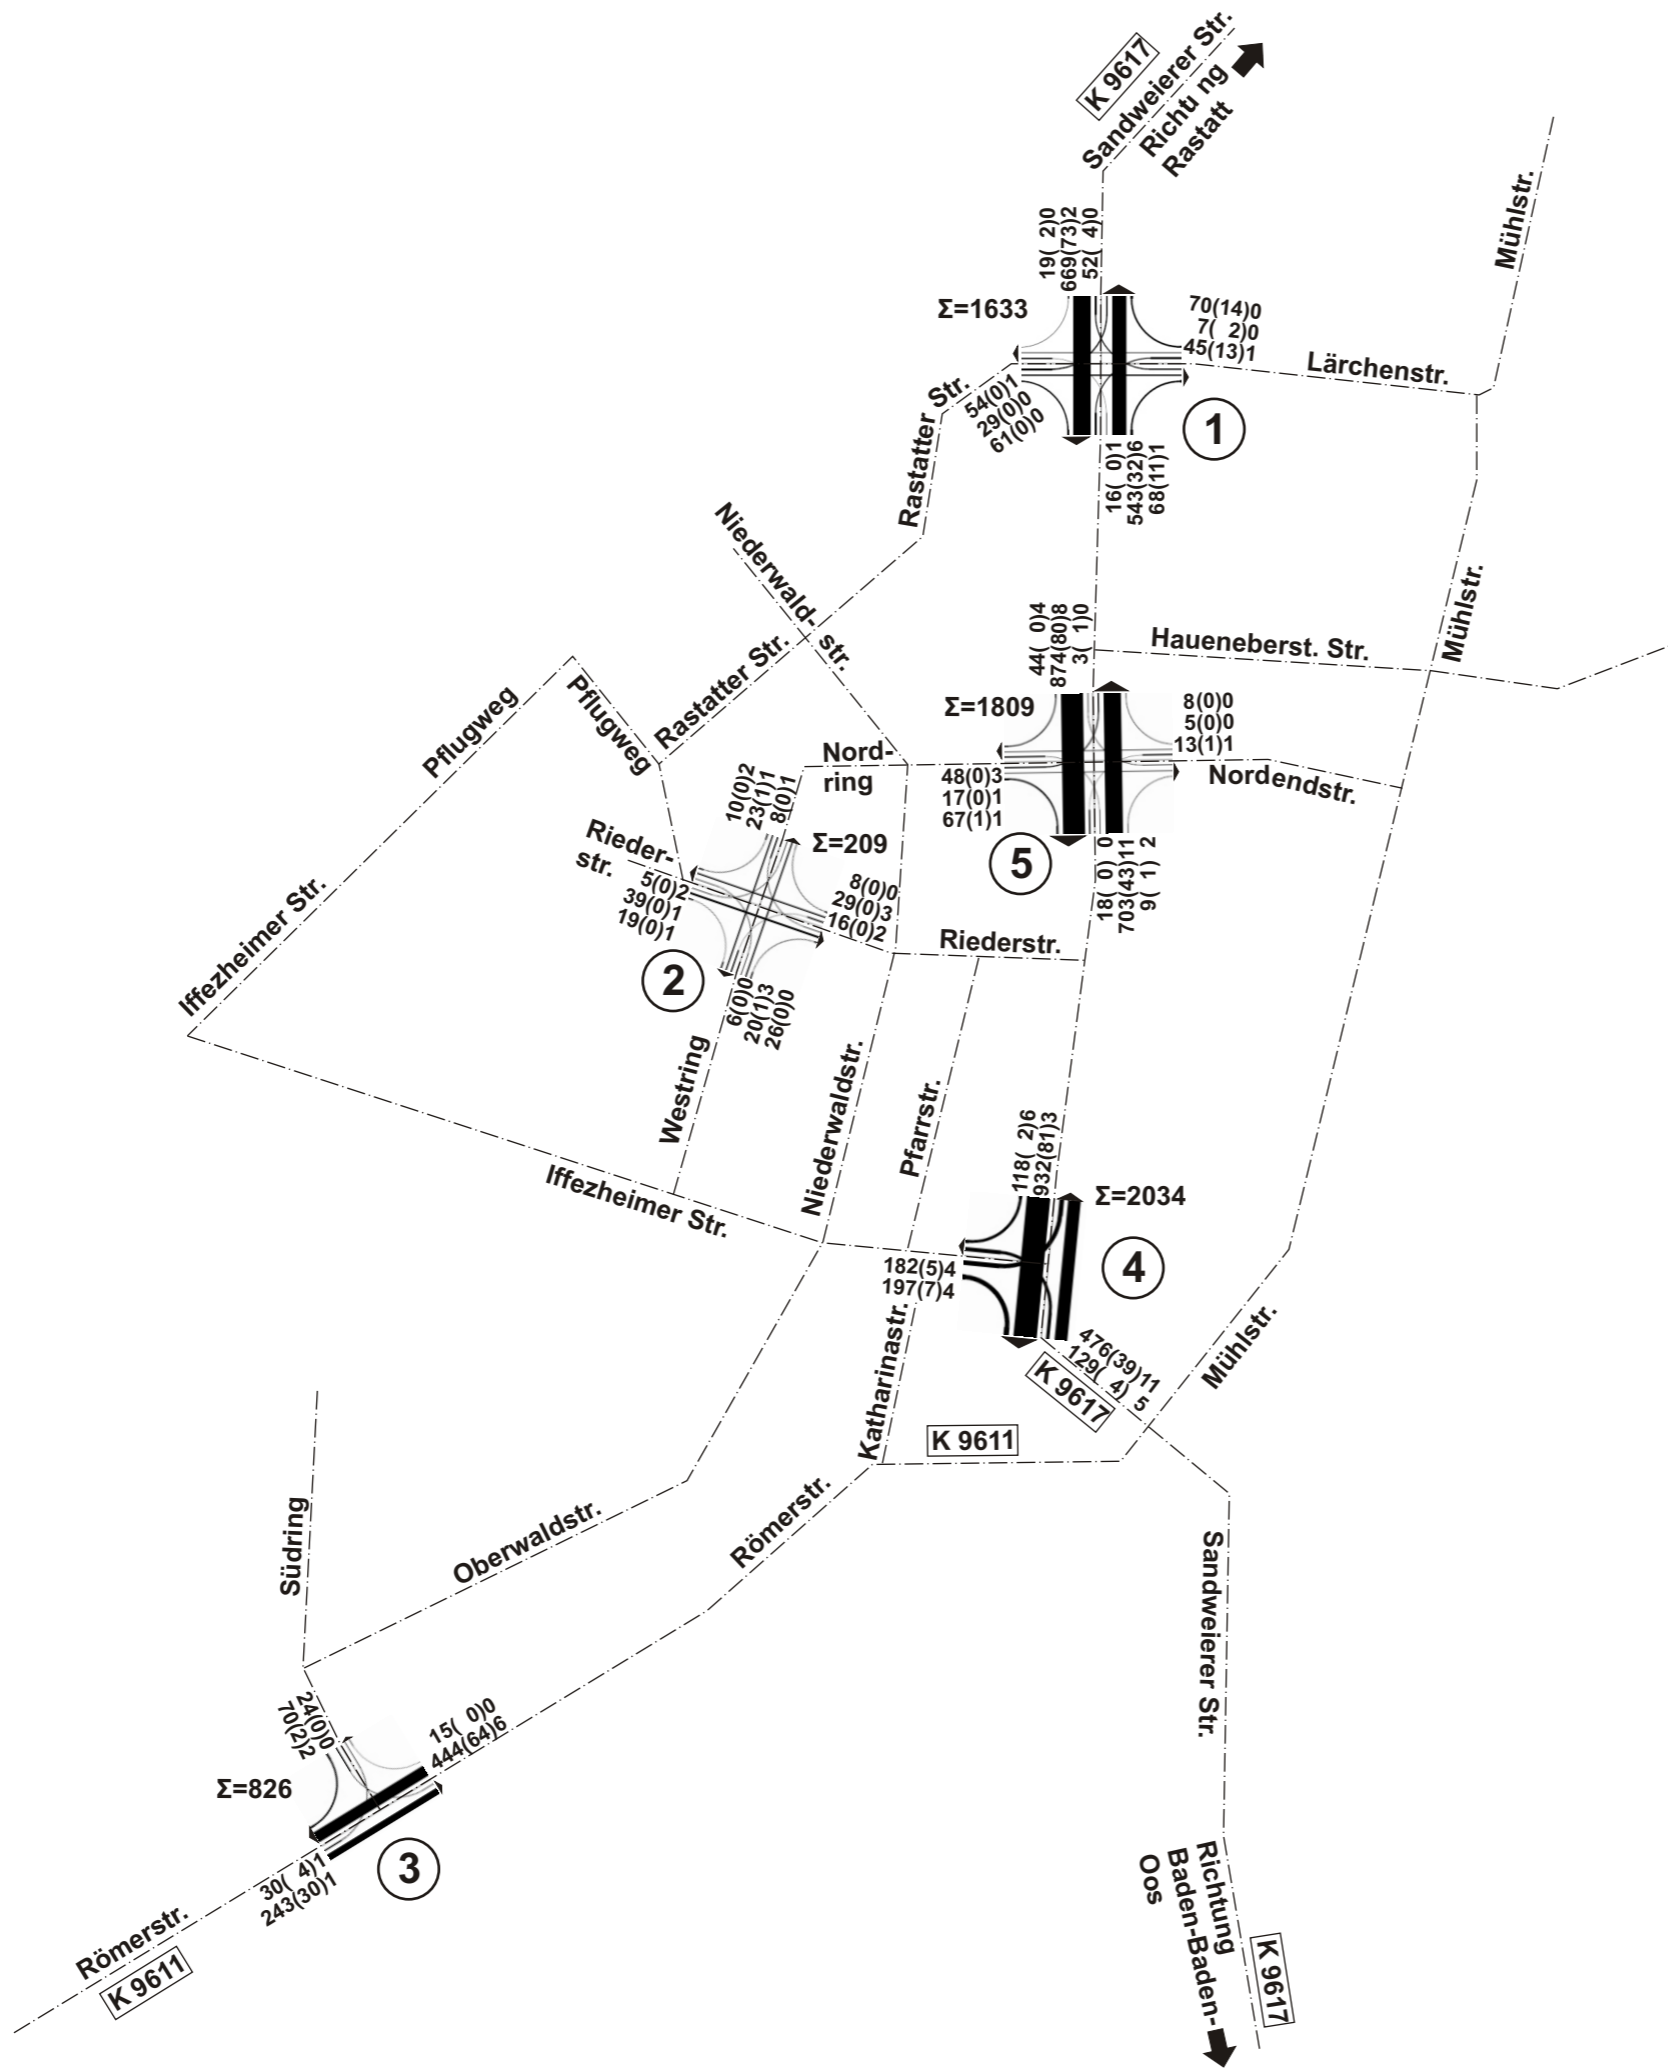 K 9617
Sandweierer Str.
Richtu ng
Rastatt
Mühlstr.
19( 2)0
669(73)2
52( 4)0
Σ=1633
70(14)0
7( 2)0
45(13)1
Lärchenstr.
Rastatter Str.
54(0)1
29(0)0
61(0)0
1
16( 0)1
543(32)6
68(11)1
Niederwald- str.
Rastatter Str.
Mühlstr.
44( 0)4
874(80)8
3( 1)0
Haueneberst. Str.
Pflugweg
Pflugweg
Σ=1809
8(0)0
5(0)0
13(1)1
Nord-
ring
48(0)3
17(0)1
67(1)1
Nordendstr.
10(0)2
23(1)1
8(0)1
Σ=209
Rieder-
str.
5(0)2
39(0)1
19(0)1
8(0)0
29(0)3
16(0)2
5
18( 0) 0
703(43)11
9( 1) 2
Iffezheimer Str.
Riederstr.
2
6(0)0
20(1)3
26(0)0
Westring
Niederwaldstr.
Pfarrstr.
118( 2)6
932(81)3
Σ=2034
Iffezheimer Str.
4
182(5)4
197(7)4
476(39)11
129( 4) 5
K 9617
Mühlstr.
Katharinastr.
K 9611
Südring
Oberwaldstr.
Römerstr.
Sandweierer Str.
24(0)0
70(2)2
15( 0)0
444(64)6
Σ=826
3
30( 4)1
243(30)1
Römerstr.
K 9611
Richtung
Baden-Baden-
Oos
K 9617